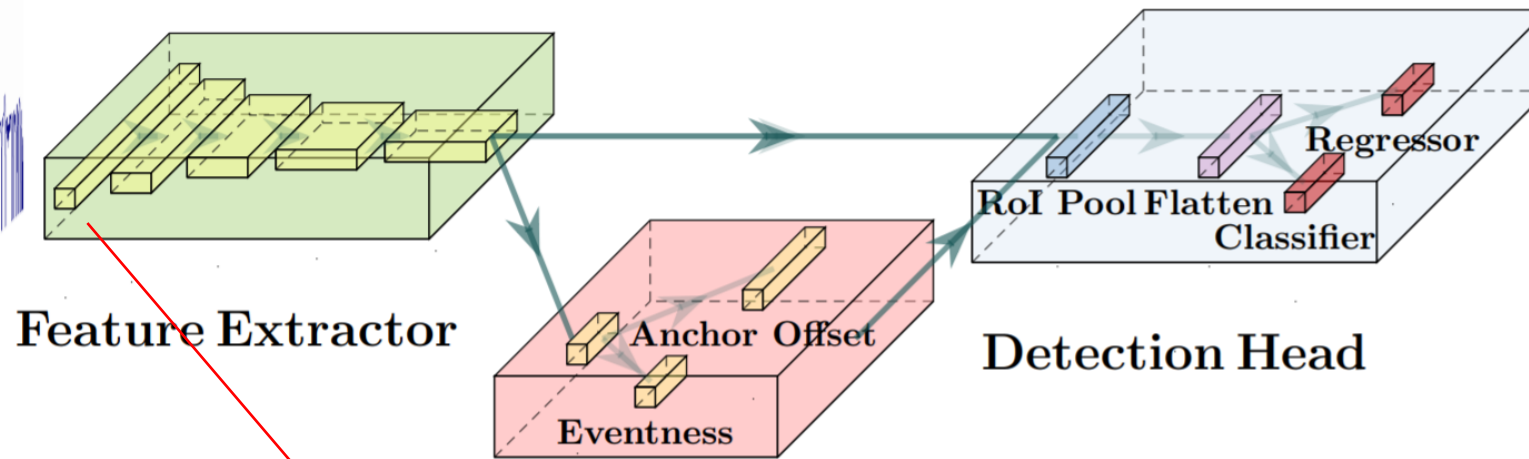 Regressor
RoI Pool Flatten
Classifier
Feature Extractor
Anchor Offset
Detection Head
Eventness